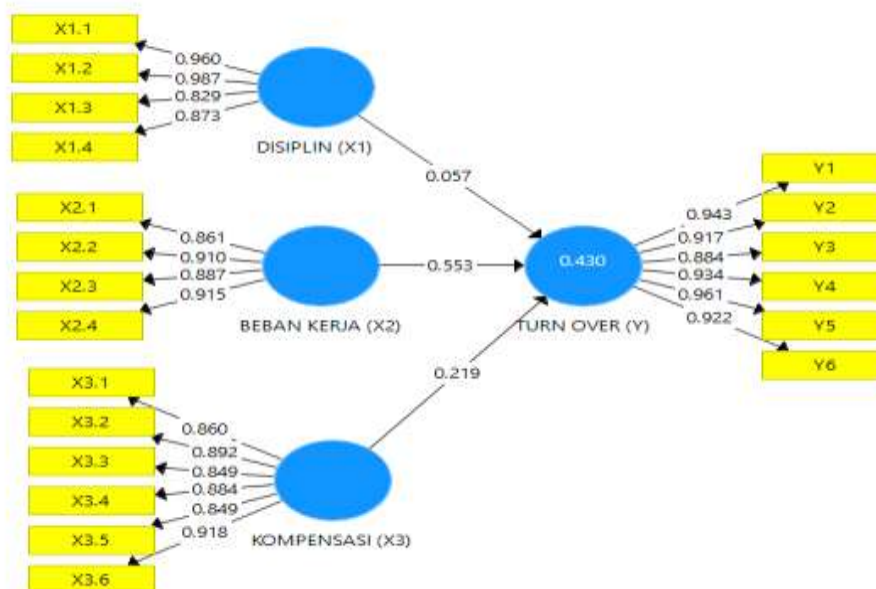 X1.1
X1.2
X1.3
X1.4
0.960
0.987
0.829
0.873
DISIPLIN (X1)
0.057
X2.1
X2.2
X2.3
X2.4
0.861
0.910
0.887
0.915
BEBAN KERJA (X2)
0.553
X3.1
X3.2
X3.3
X3.4
X3.5
X3.6
0.860
0.892
0.849
0.884
0.849
0.918
KOMPENSASI (X3)
0.219
0.430
TURN OVER (Y)
0.943
0.917
0.884
0.934
0.961
0.922
Y1
Y2
Y3
Y4
Y5
Y6